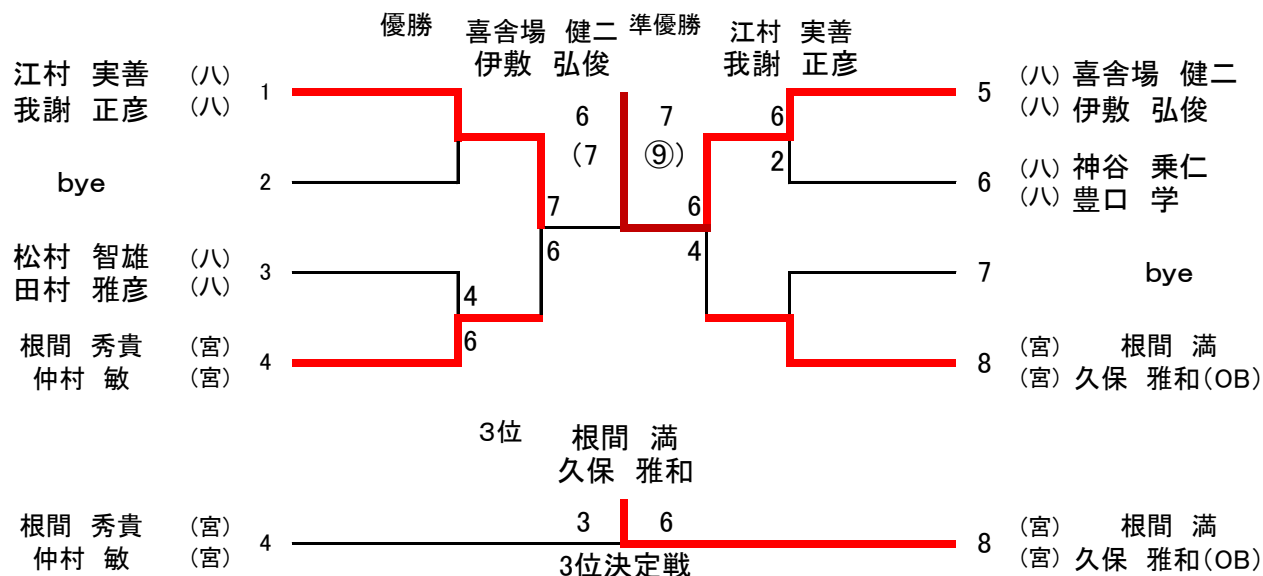 優勝 喜舎場 健二 準優勝 江村 実善
伊敷 弘俊 我謝 正彦
江村 実善 (八) 1 5 (八) 喜舎場 健二
我謝 正彦 (八) (八) 伊敷 弘俊
6 7 6
(7 ⑨) 2
bye 2 6 (八) 神谷 乗仁
(八) 豊口 学
7 6
6 4
松村 智雄 (八) 3 7 bye
田村 雅彦 (八)
4
6
根間 秀貴 (宮) 4 8 (宮) 根間 満
仲村 敏 (宮) (宮) 久保 雅和(OB)
3位 根間 満
久保 雅和
根間 秀貴 (宮) 4 3 6 8 (宮) 根間 満
仲村 敏 (宮) 3位決定戦 (宮) 久保 雅和(OB)